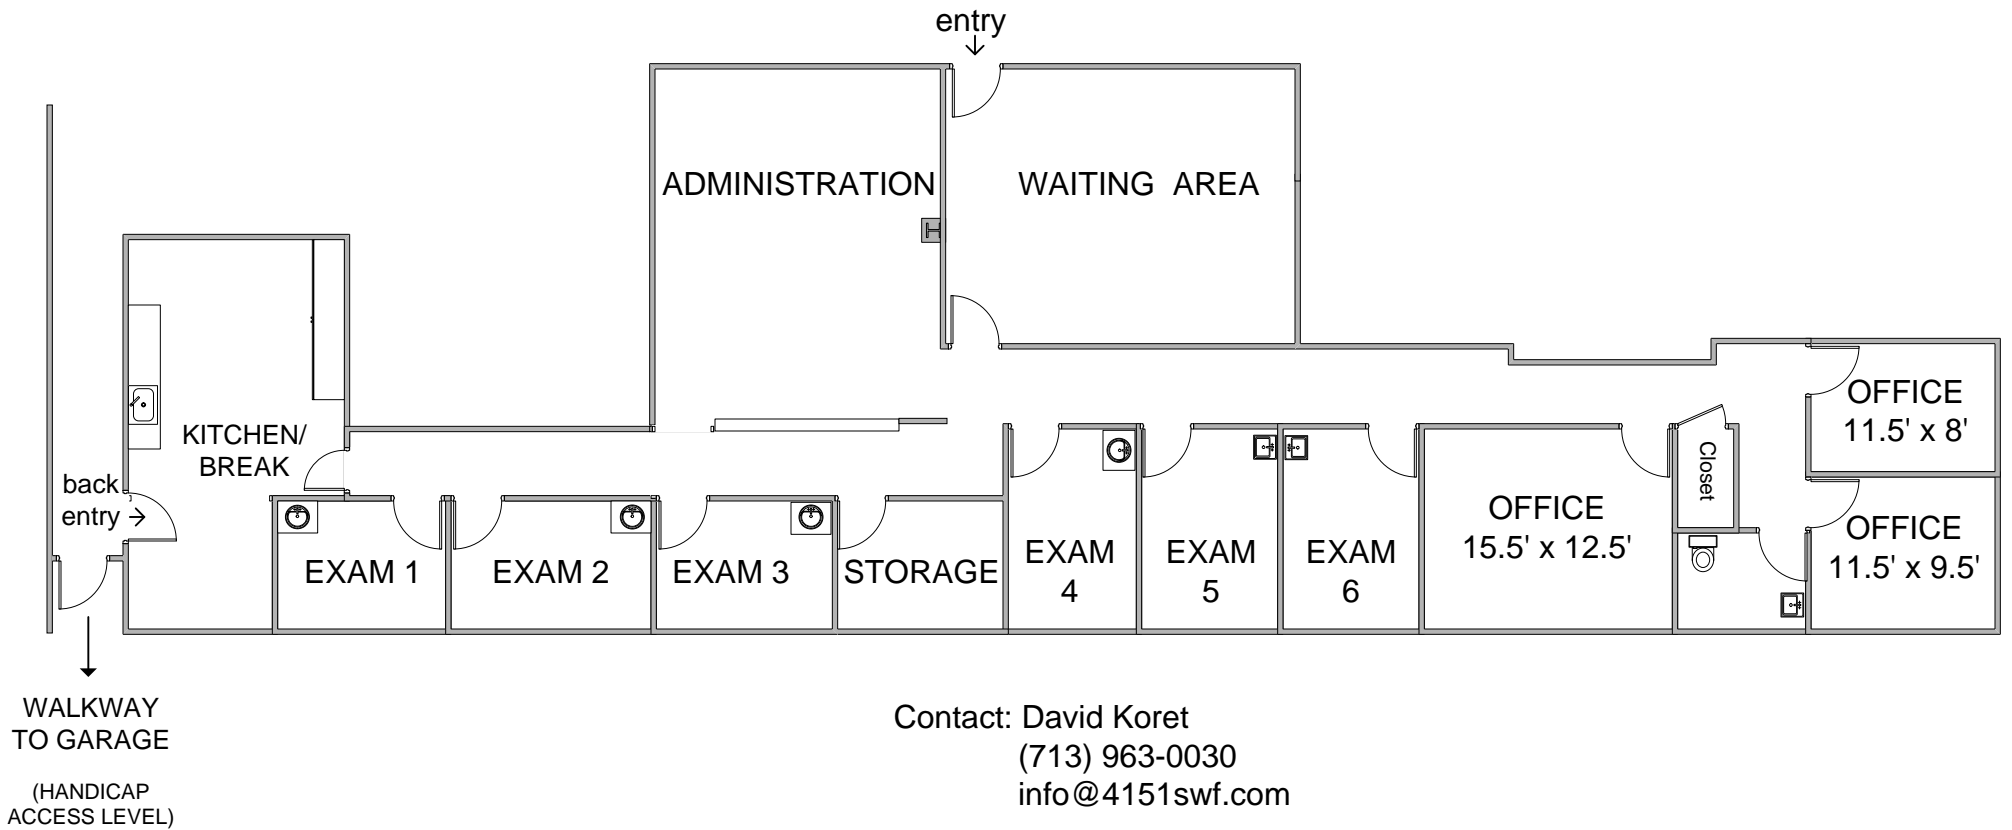 entry
ADMINISTRATION
WAITING AREA
KITCHEN/
BREAK
back
entry
EXAM 1
EXAM 2
EXAM 3
STORAGE
EXAM
4
EXAM
5
EXAM
6
OFFICE
15.5' x 12.5'
Closet
OFFICE
11.5' x 8'
OFFICE
11.5' x 9.5'
WALKWAY
TO GARAGE
(HANDICAP
ACCESS LEVEL)
Contact: David Koret
(713) 963-0030
info@4151swf.com